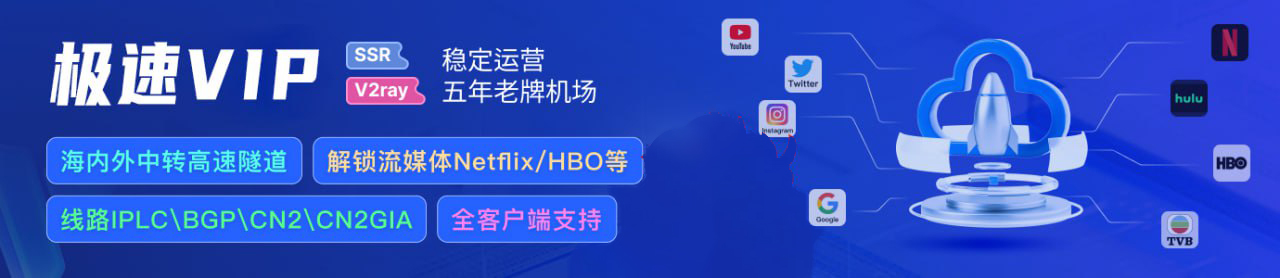 极速VIP
SSR
稳定运营
V2ray
五年老牌机场
海内外中转高速隧道
解锁流媒体Netflix/HBO等
线路IPLC\BGP\CN2\CN2GIA
全客户端支持
YouTube
Twitter
Instagram
Google
N
hulu
HBO
TVB